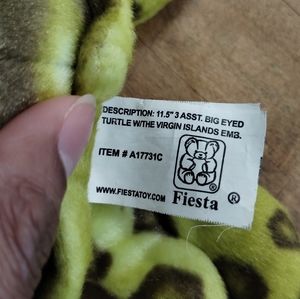 DESCRIPTION: 11.5" 3 ASST. BIG EYED
TURTLE W/THE VIRGIN ISLANDS EMB.
ITEM # A17731C
WWW.FIESTATOY.COM Fiesta ®